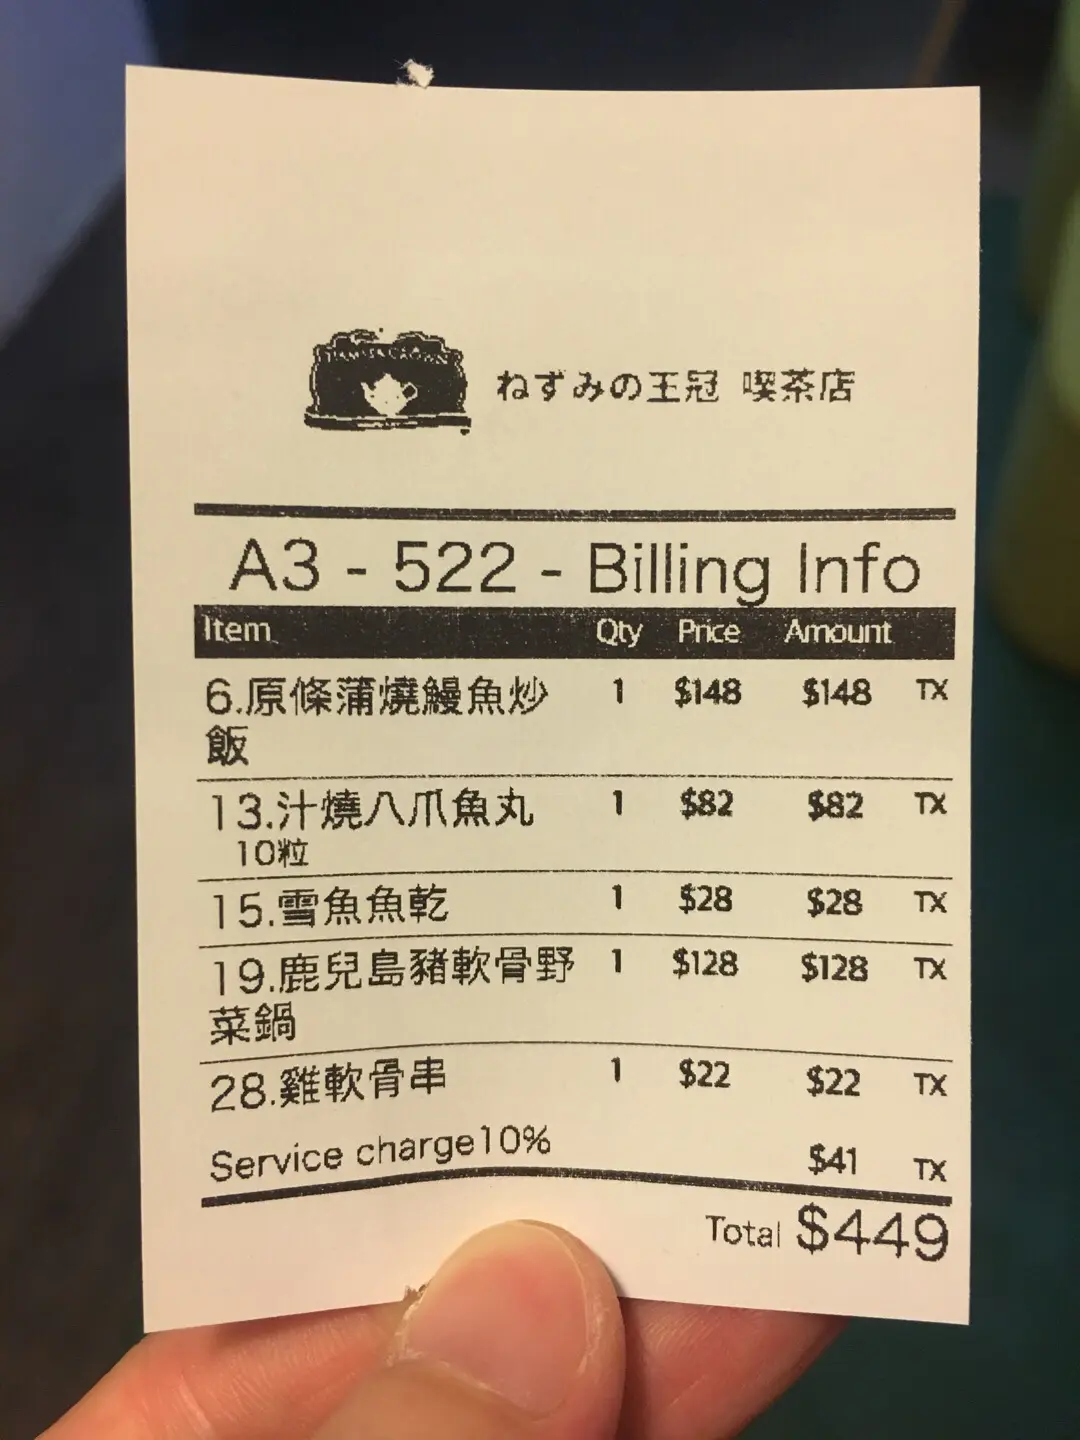 ねずみの王冠 喫茶店
A3 - 522 - Billing Info
Item Qty Price Amount
6.原條蒲燒鰻魚炒 1 $148 $148 TX
飯
13.汁燒八爪魚丸 1 $82 $82 TX
10粒
15.雪魚魚乾 1 $28 $28 TX
19.鹿兒島豬軟骨野 1 $128 $128 TX
菜鍋
28.雞軟骨串 1 $22 $22 TX
Service charge10% $41 TX
Total $449